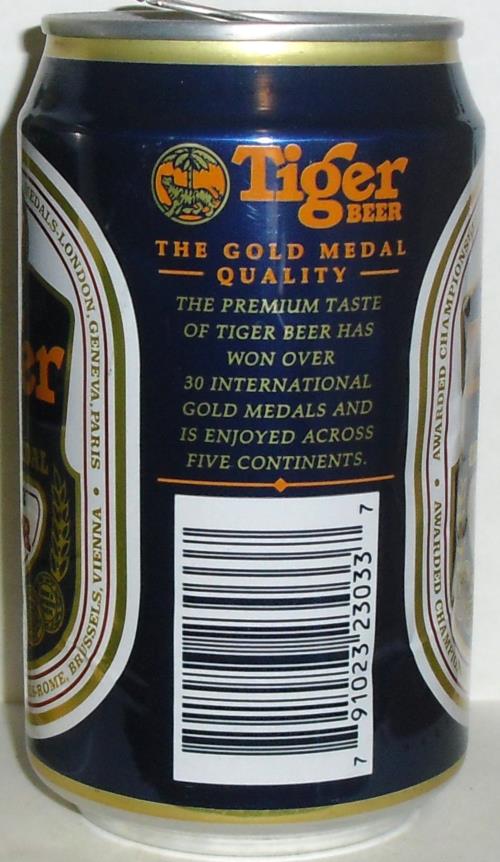 Tiger
BEER
THE GOLD MEDAL
QUALITY
THE PREMIUM TASTE
OF TIGER BEER HAS
WON OVER
30 INTERNATIONAL
GOLD MEDALS AND
IS ENJOYED ACROSS
FIVE CONTINENTS.
7 91023 23033 7
MEDALS-LONDON, GENEVA, PARIS • 
ROME, BRUSSELS, VIENNA
er
AWARDED CHAMPIONS
AWARDED CHAMPION